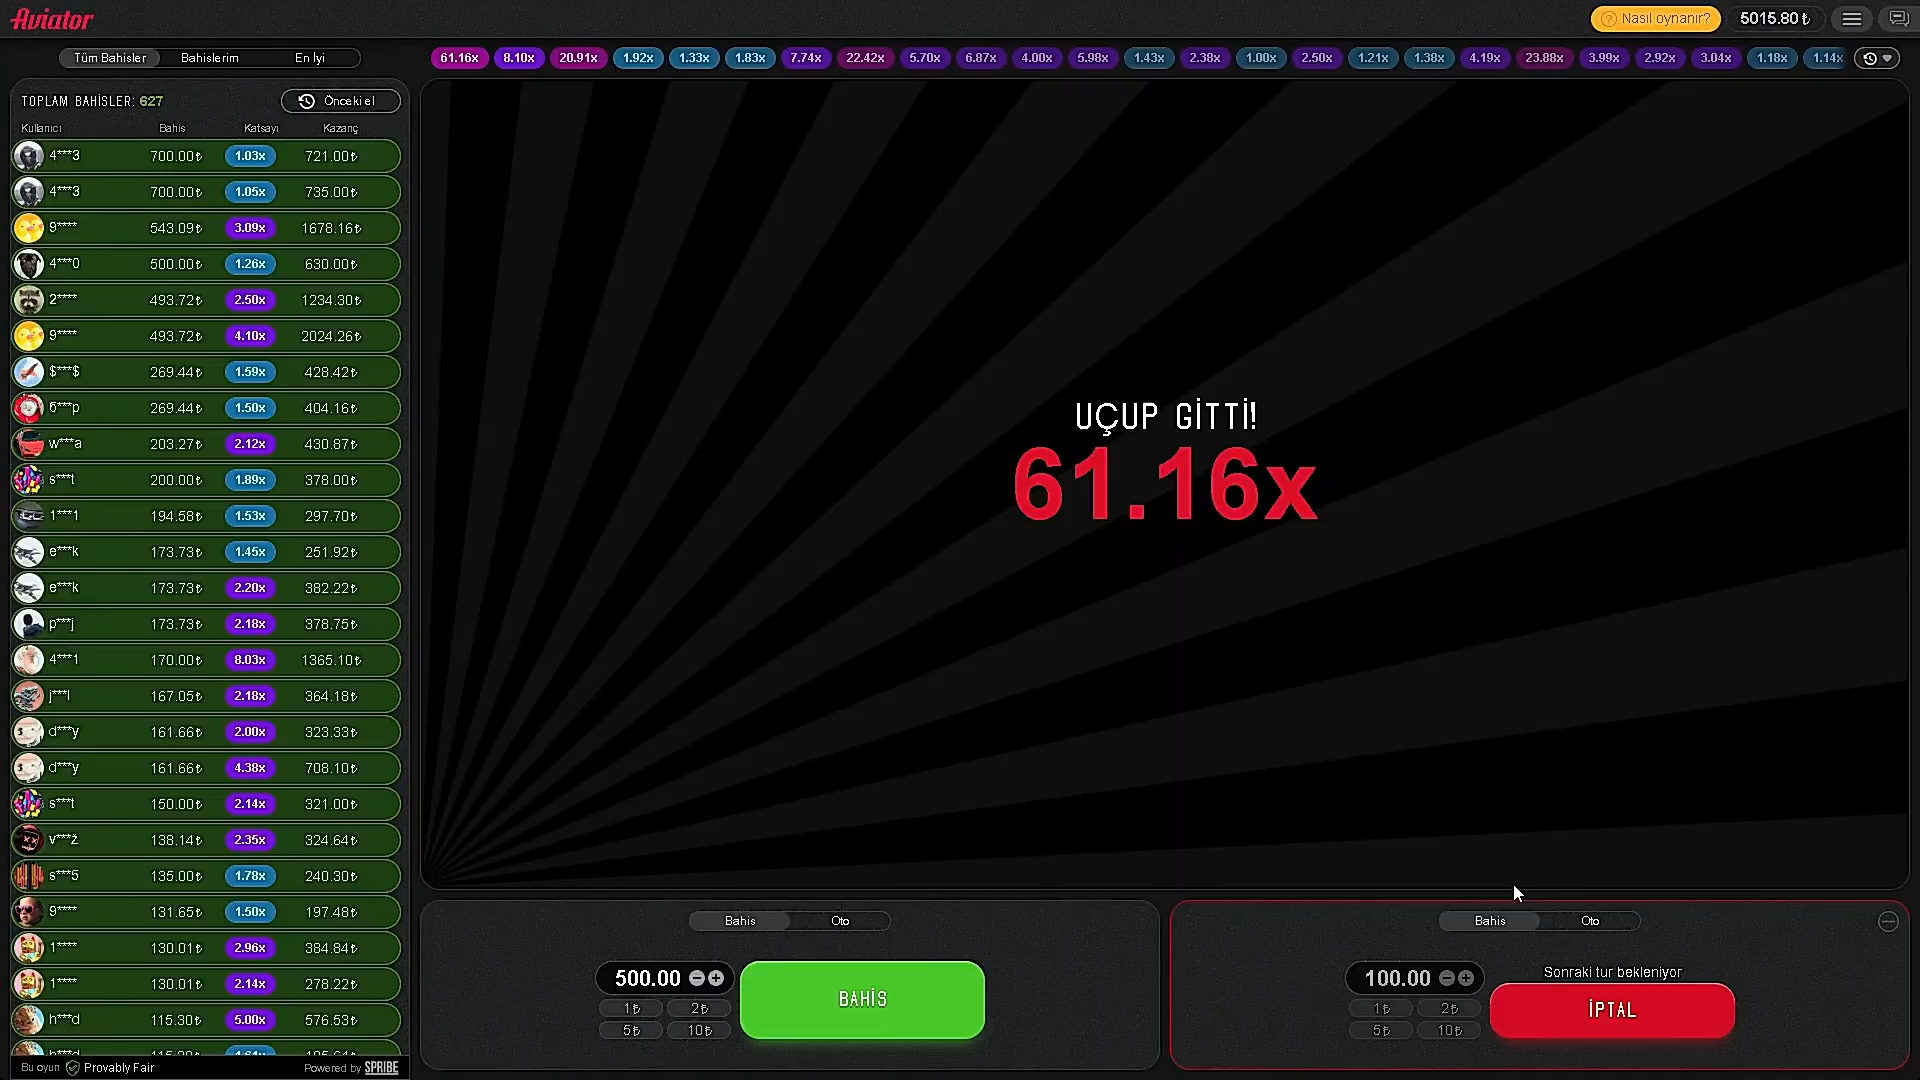 Aviator
Nasıl oynanır?
5015.80₺
Tüm Bahisler Bahislerim En İyi
61.16x 8.10x 20.91x 1.92x 1.33x 1.83x 7.74x 22.42x 5.70x 6.87x 4.00x 5.98x 1.43x 2.38x 1.00x 2.50x 1.21x 1.38x 4.19x 23.88x 3.99x 2.92x 3.04x 1.18x 1.14x
TOPLAM BAHİSLER: 627
Önceki el
Kullanıcı Bahis Katsayı Kazanç
4***3 700.00₺ 1.03x 721.00₺
4***3 700.00₺ 1.05x 735.00₺
9**** 543.09₺ 3.09x 1678.16₺
4***0 500.00₺ 1.26x 630.00₺
2**** 493.72₺ 2.50x 1234.30₺
9**** 493.72₺ 4.10x 2024.26₺
$***$ 269.44₺ 1.59x 428.42₺
6***p 269.44₺ 1.50x 404.16₺
w***a 203.27₺ 2.12x 430.87₺
s***t 200.00₺ 1.89x 378.00₺
1***1 194.58₺ 1.53x 297.70₺
e***k 173.73₺ 1.45x 251.92₺
e***k 173.73₺ 2.20x 382.22₺
p***j 173.73₺ 2.18x 378.75₺
4***1 170.00₺ 8.03x 1365.10₺
j***l 167.05₺ 2.18x 364.18₺
d***y 161.66₺ 2.00x 323.33₺
d***y 161.66₺ 4.38x 708.10₺
s***t 150.00₺ 2.14x 321.00₺
v***ž 138.14₺ 2.35x 324.64₺
s***5 135.00₺ 1.78x 240.30₺
9**** 131.65₺ 1.50x 197.48₺
1**** 130.01₺ 2.96x 384.84₺
1**** 130.01₺ 2.14x 278.22₺
h***d 115.30₺ 5.00x 576.53₺
Bu oyun Provably Fair
Powered by SPRIBE
UÇUP GİTTİ!
61.16x
Bahis Oto
500.00
1₺ 2₺
5₺ 10₺
BAHİS
Bahis Oto
100.00
1₺ 2₺
5₺ 10₺
Sonraki tur bekleniyor
İPTAL